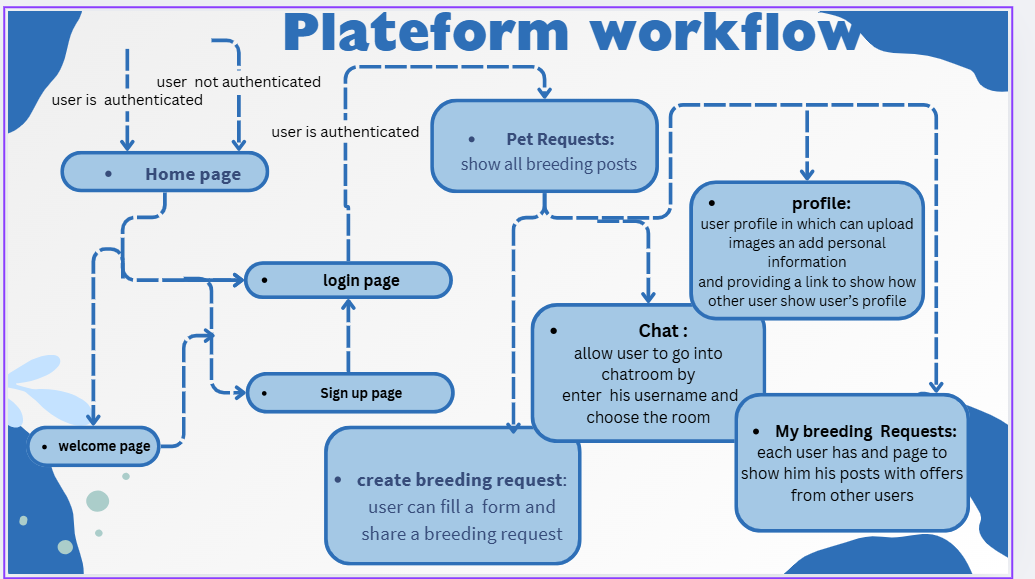 Plateform workflow
user  not authenticated
user is  authenticated
user is authenticated
• Home page
• Pet Requests:
show all breeding posts
• profile:
user profile in which can upload
images an add personal
information
and providing a link to show how
other user show user’s profile
• login page
• Chat :
allow user to go into
chatroom by
enter  his username and
choose the room
• Sign up page
• welcome page
• My breeding  Requests:
each user has and page to
show him his posts with offers
from other users
• create breeding request:
user can fill a  form and
share a breeding request